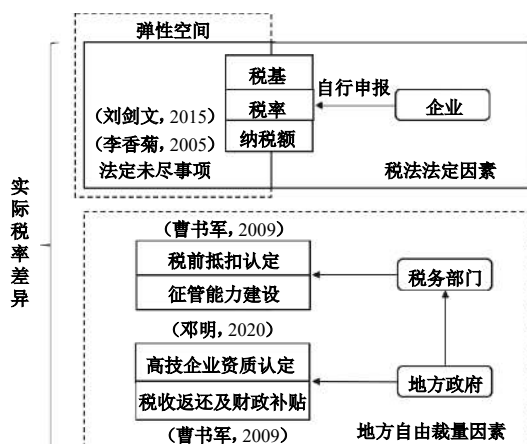 弹性空间
税基
自行申报
(刘剑文, 2015)
税率
企业
(李香菊, 2005)
纳税额
法定未尽事项
税法法定因素
实际税率差异
(曹书军, 2009)
税前抵扣认定
税务部门
征管能力建设
(邓明, 2020)
高技企业资质认定
地方政府
税收返还及财政补贴
地方自由裁量因素
(曹书军, 2009)